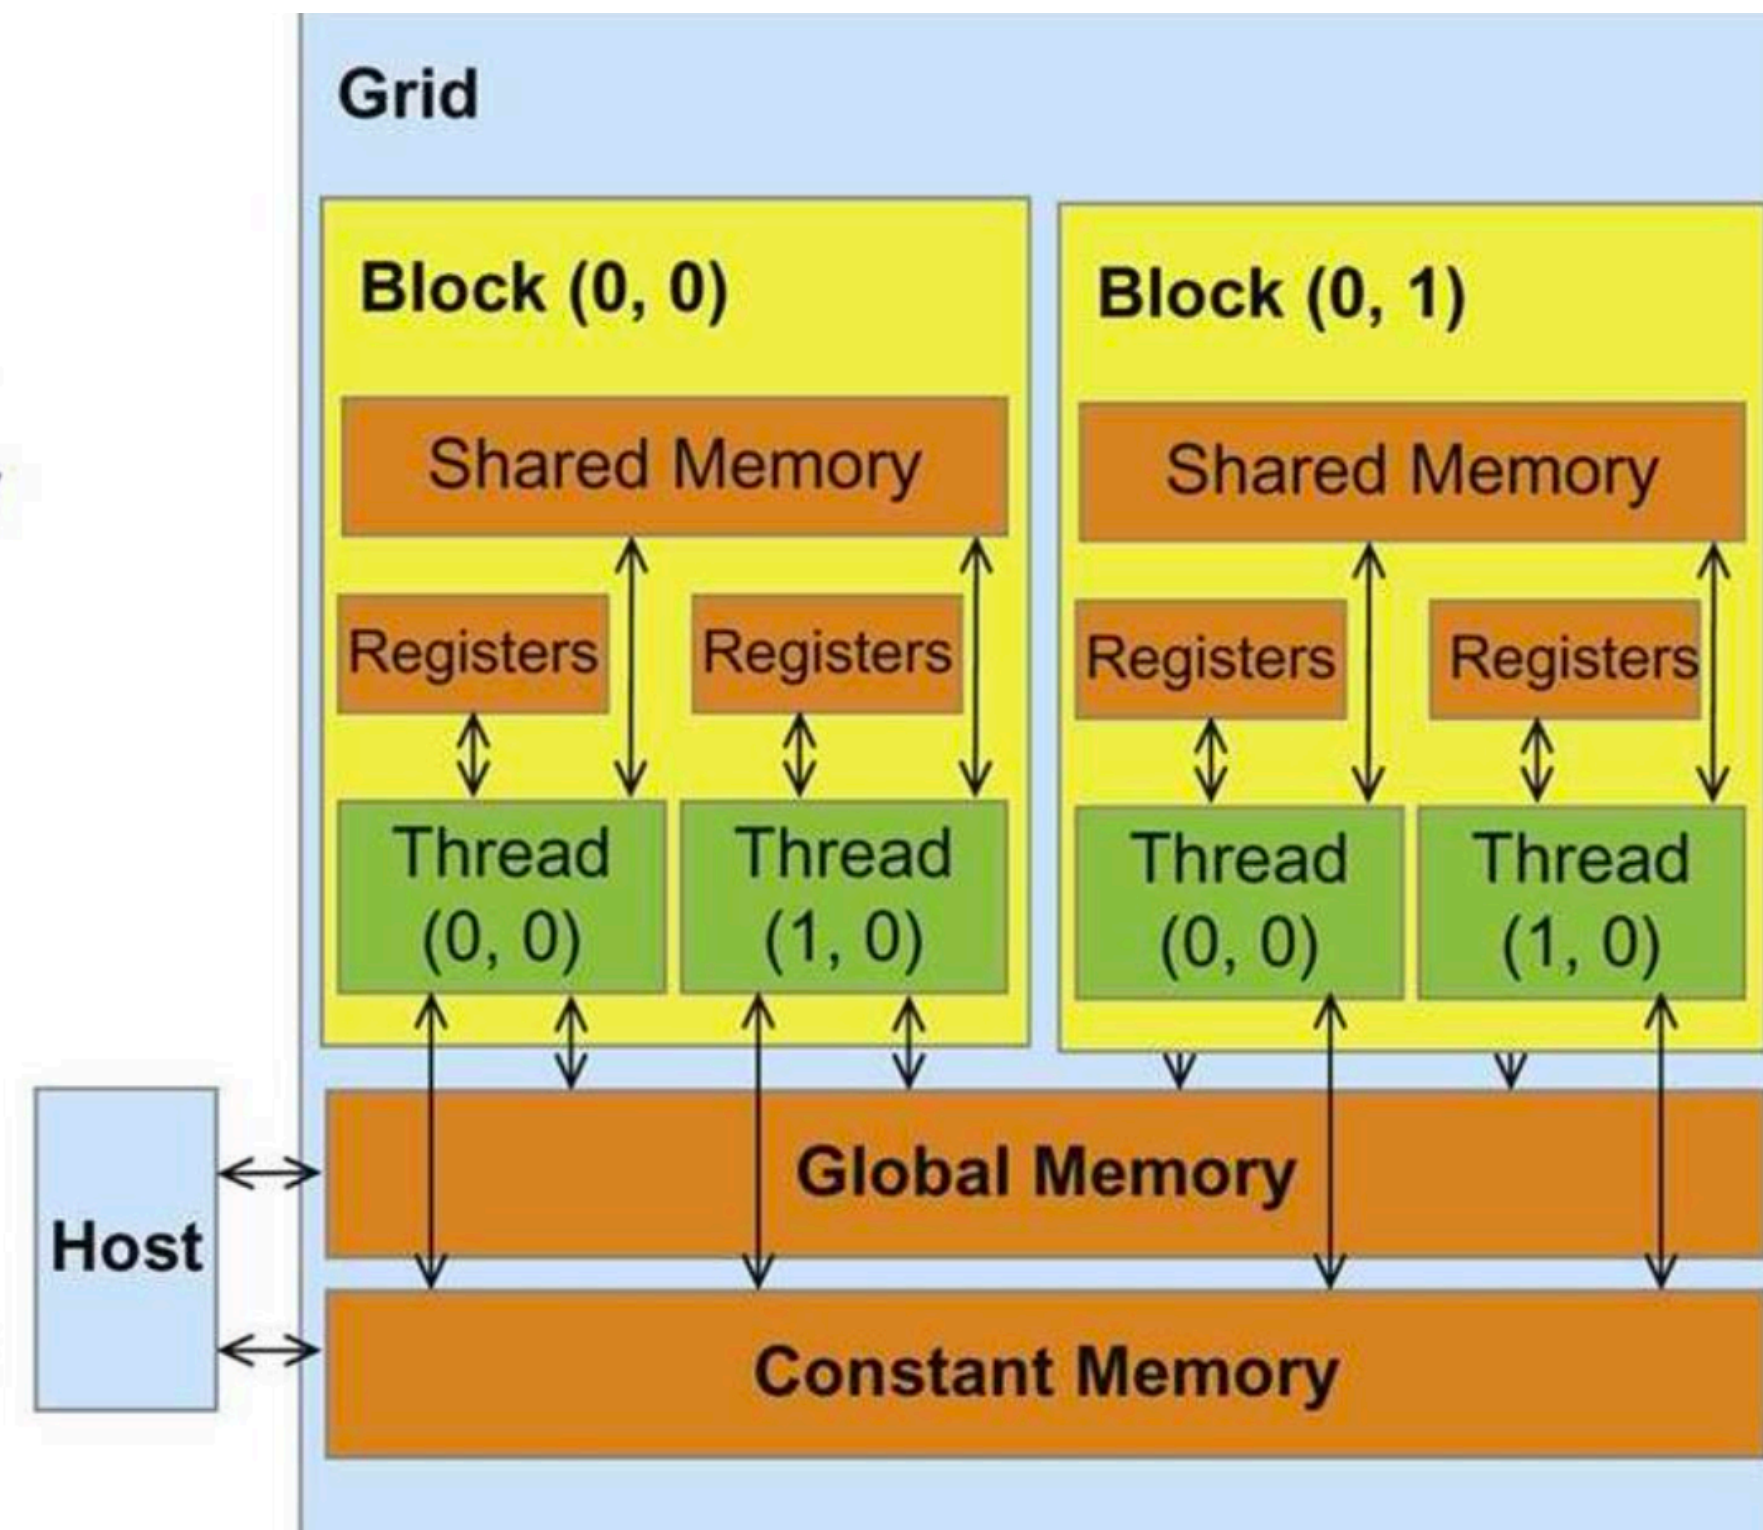 Grid
Block (0, 0)
Block (0, 1)
Shared Memory
Shared Memory
Registers
Registers
Registers
Registers
Thread
(0, 0)
Thread
(1, 0)
Thread
(0, 0)
Thread
(1, 0)
Host
Global Memory
Constant Memory